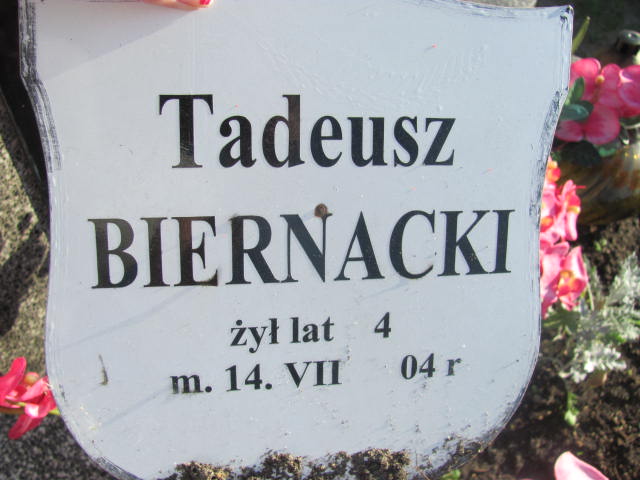 Tadeusz
BIERNACKI
żył lat 4
m. 14. VII 04 r